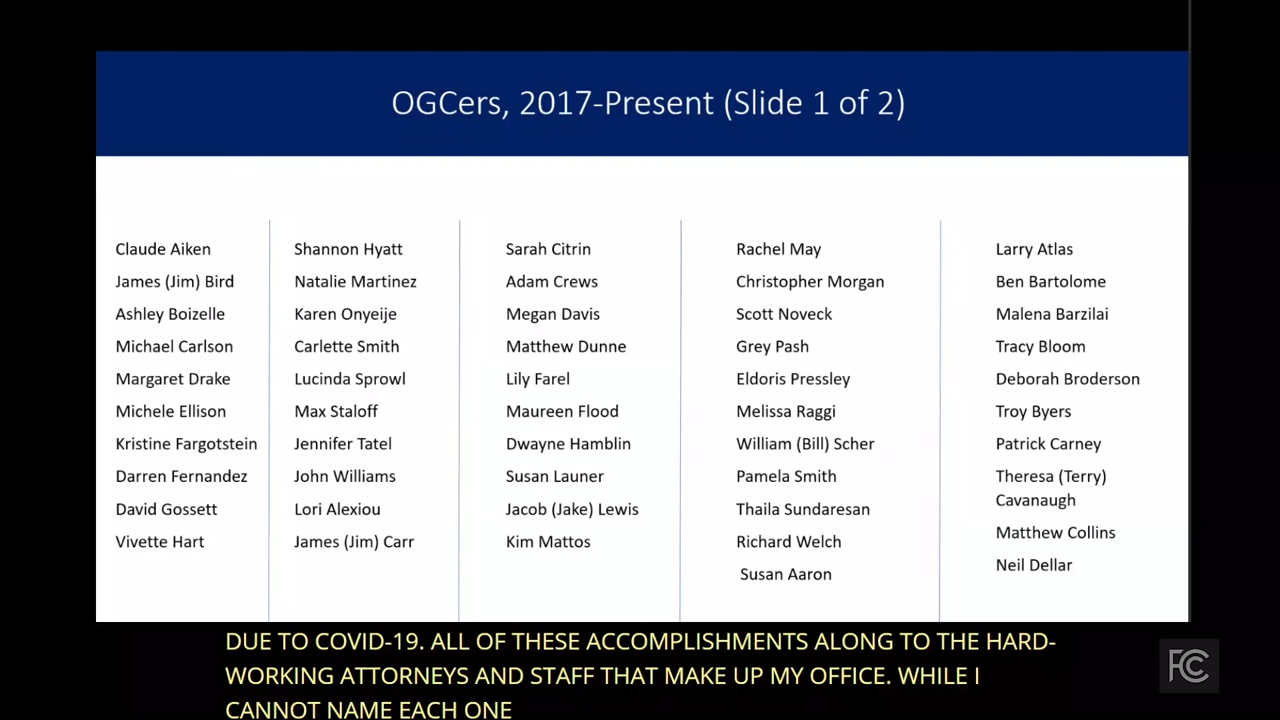 OGCers, 2017-Present (Slide 1 of 2)
Claude Aiken
James (Jim) Bird
Ashley Boizelle
Michael Carlson
Margaret Drake
Michele Ellison
Kristine Fargotstein
Darren Fernandez
David Gossett
Vivette Hart
Shannon Hyatt
Natalie Martinez
Karen Onyeije
Carlette Smith
Lucinda Sprowl
Max Staloff
Jennifer Tatel
John Williams
Lori Alexiou
James (Jim) Carr
Sarah Citrin
Adam Crews
Megan Davis
Matthew Dunne
Lily Farel
Maureen Flood
Dwayne Hamblin
Susan Launer
Jacob (Jake) Lewis
Kim Mattos
Rachel May
Christopher Morgan
Scott Noveck
Grey Pash
Eldoris Pressley
Melissa Raggi
William (Bill) Scher
Pamela Smith
Thaila Sundaresan
Richard Welch
Susan Aaron
Larry Atlas
Ben Bartolome
Malena Barzilai
Tracy Bloom
Deborah Broderson
Troy Byers
Patrick Carney
Theresa (Terry)
Cavanaugh
Matthew Collins
Neil Dellar
DUE TO COVID-19. ALL OF THESE ACCOMPLISHMENTS ALONG TO THE HARD-
WORKING ATTORNEYS AND STAFF THAT MAKE UP MY OFFICE. WHILE I
CANNOT NAME EACH ONE
FCC